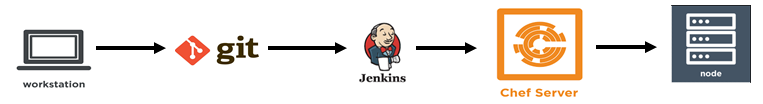 workstation
git
Jenkins
Chef Server
node